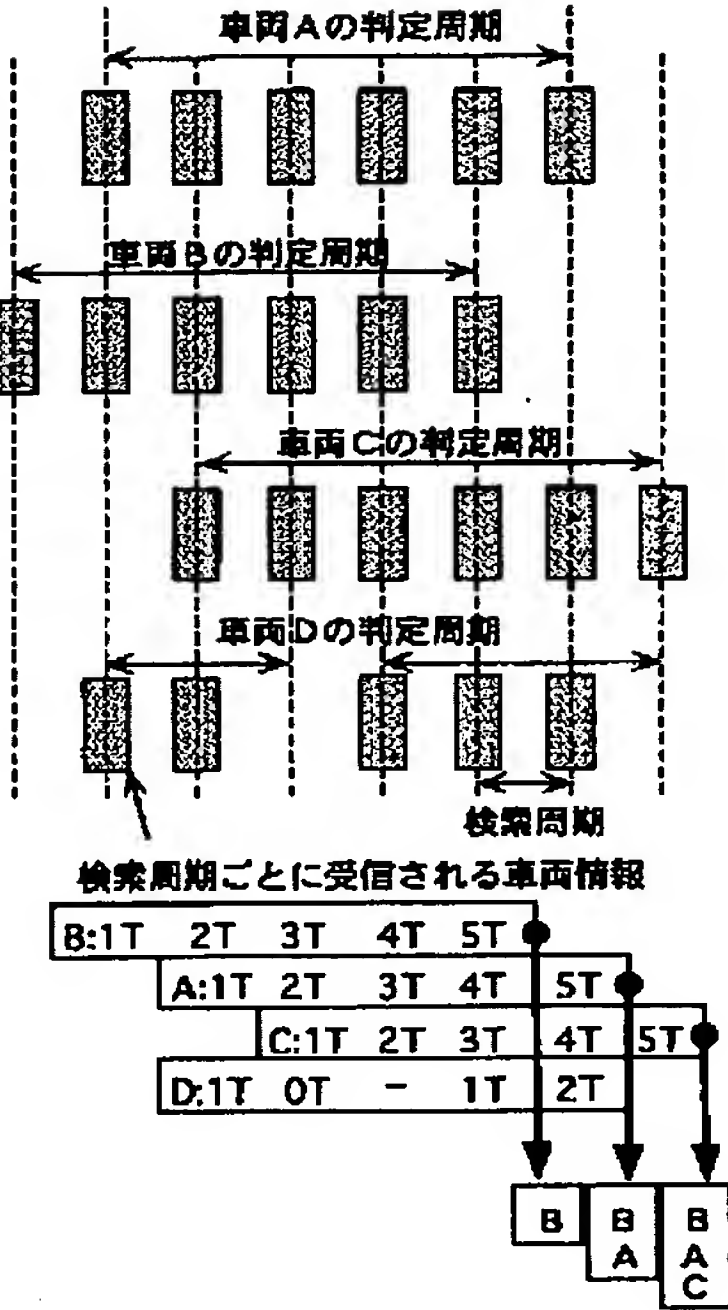 車両Aの判定周期
車両Bの判定周期
車両Cの判定周期
車両Dの判定周期
検索周期
検索周期ごとに受信される車両情報
B:1T 2T 3T 4T 5T
A:1T 2T 3T 4T 5T
C:1T 2T 3T 4T 5T
D:1T 0T - 1T 2T
B B B
A A
C